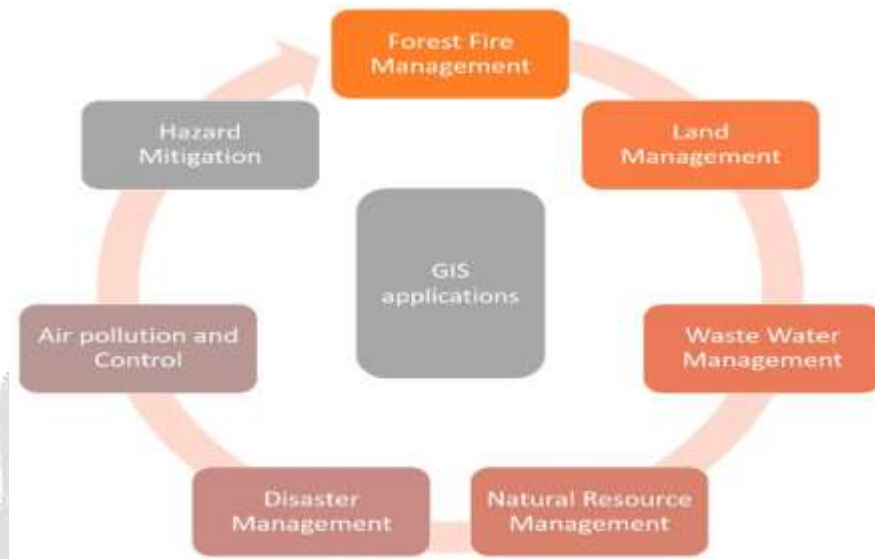 Forest Fire
Management
Land
Management
Waste Water
Management
Natural Resource
Management
Disaster
Management
Air pollution and
Control
Hazard
Mitigation
GIS
applications